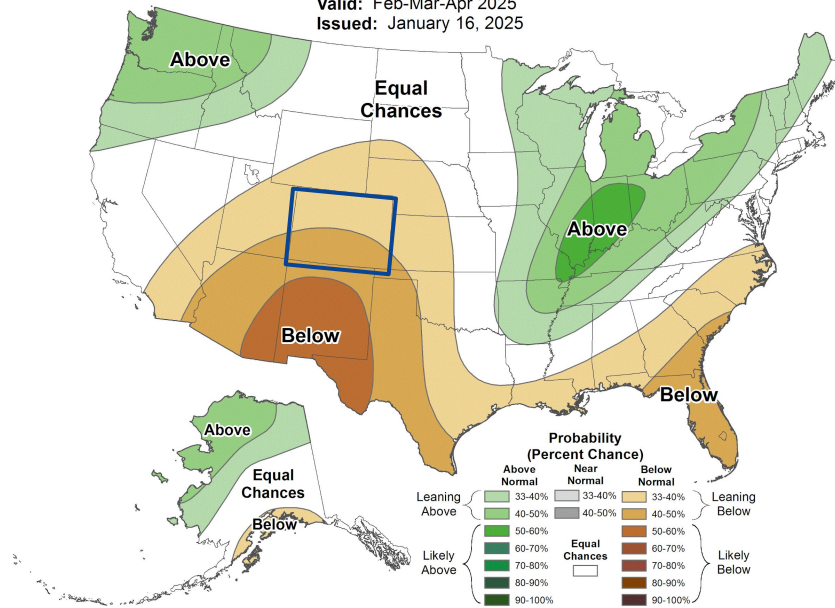 Valid: Feb-Mar-Apr 2025
Issued: January 16, 2025
Above
Equal
Chances
Above
Below
Below
Above
Equal
Chances
Below
Probability
(Percent Chance)
Above
Normal
Near
Normal
Below
Normal
Leaning
Above
33-40%
33-40%
33-40%
Leaning
Below
40-50%
40-50%
40-50%
Likely
Above
50-60%
Equal
Chances
50-60%
Likely
Below
60-70%
60-70%
70-80%
70-80%
80-90%
80-90%
90-100%
90-100%